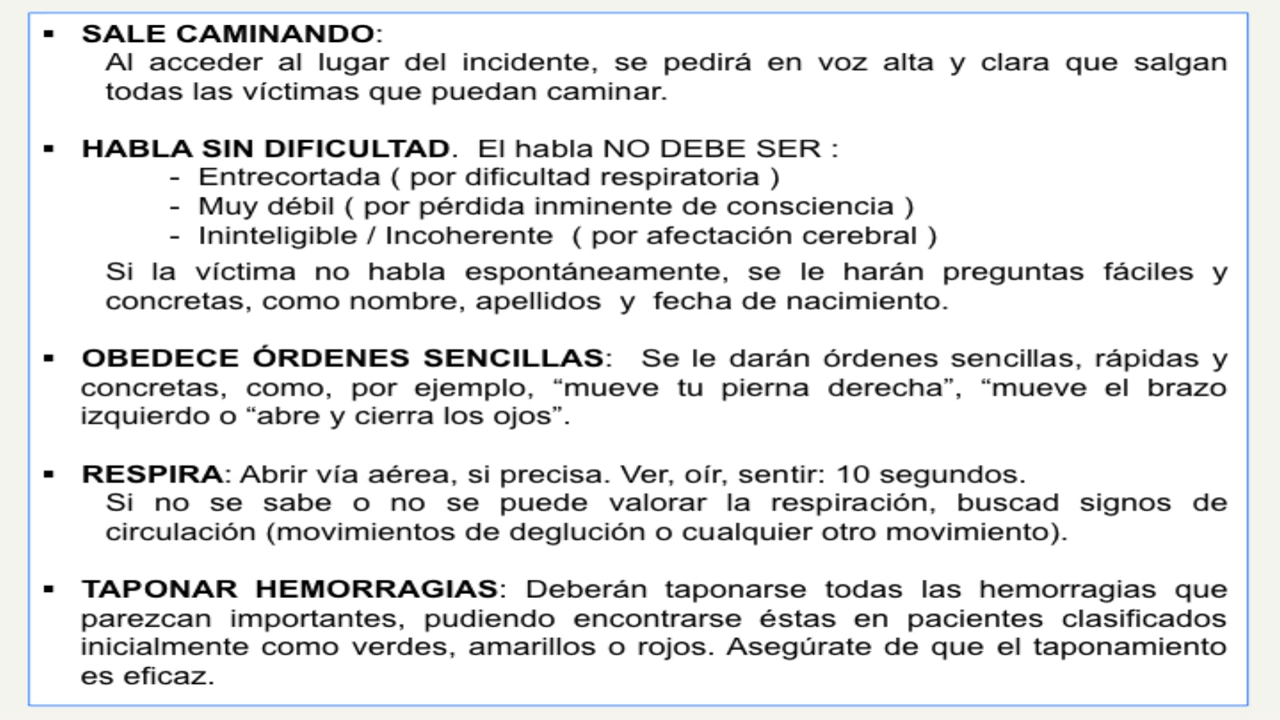 ▪ SALE CAMINANDO:
Al acceder al lugar del incidente, se pedirá en voz alta y clara que salgan
todas las víctimas que puedan caminar.
▪ HABLA SIN DIFICULTAD. El habla NO DEBE SER :
- Entrecortada ( por dificultad respiratoria )
- Muy débil ( por pérdida inminente de consciencia )
- Ininteligible / Incoherente ( por afectación cerebral )
Si la víctima no habla espontáneamente, se le harán preguntas fáciles y
concretas, como nombre, apellidos y fecha de nacimiento.
▪ OBEDECE ÓRDENES SENCILLAS: Se le darán órdenes sencillas, rápidas y
concretas, como, por ejemplo, “mueve tu pierna derecha”, “mueve el brazo
izquierdo o “abre y cierra los ojos”.
▪ RESPIRA: Abrir vía aérea, si precisa. Ver, oír, sentir: 10 segundos.
Si no se sabe o no se puede valorar la respiración, buscad signos de
circulación (movimientos de deglución o cualquier otro movimiento).
▪ TAPONAR HEMORRAGIAS: Deberán taponarse todas las hemorragias que
parezcan importantes, pudiendo encontrarse éstas en pacientes clasificados
inicialmente como verdes, amarillos o rojos. Asegúrate de que el taponamiento
es eficaz.